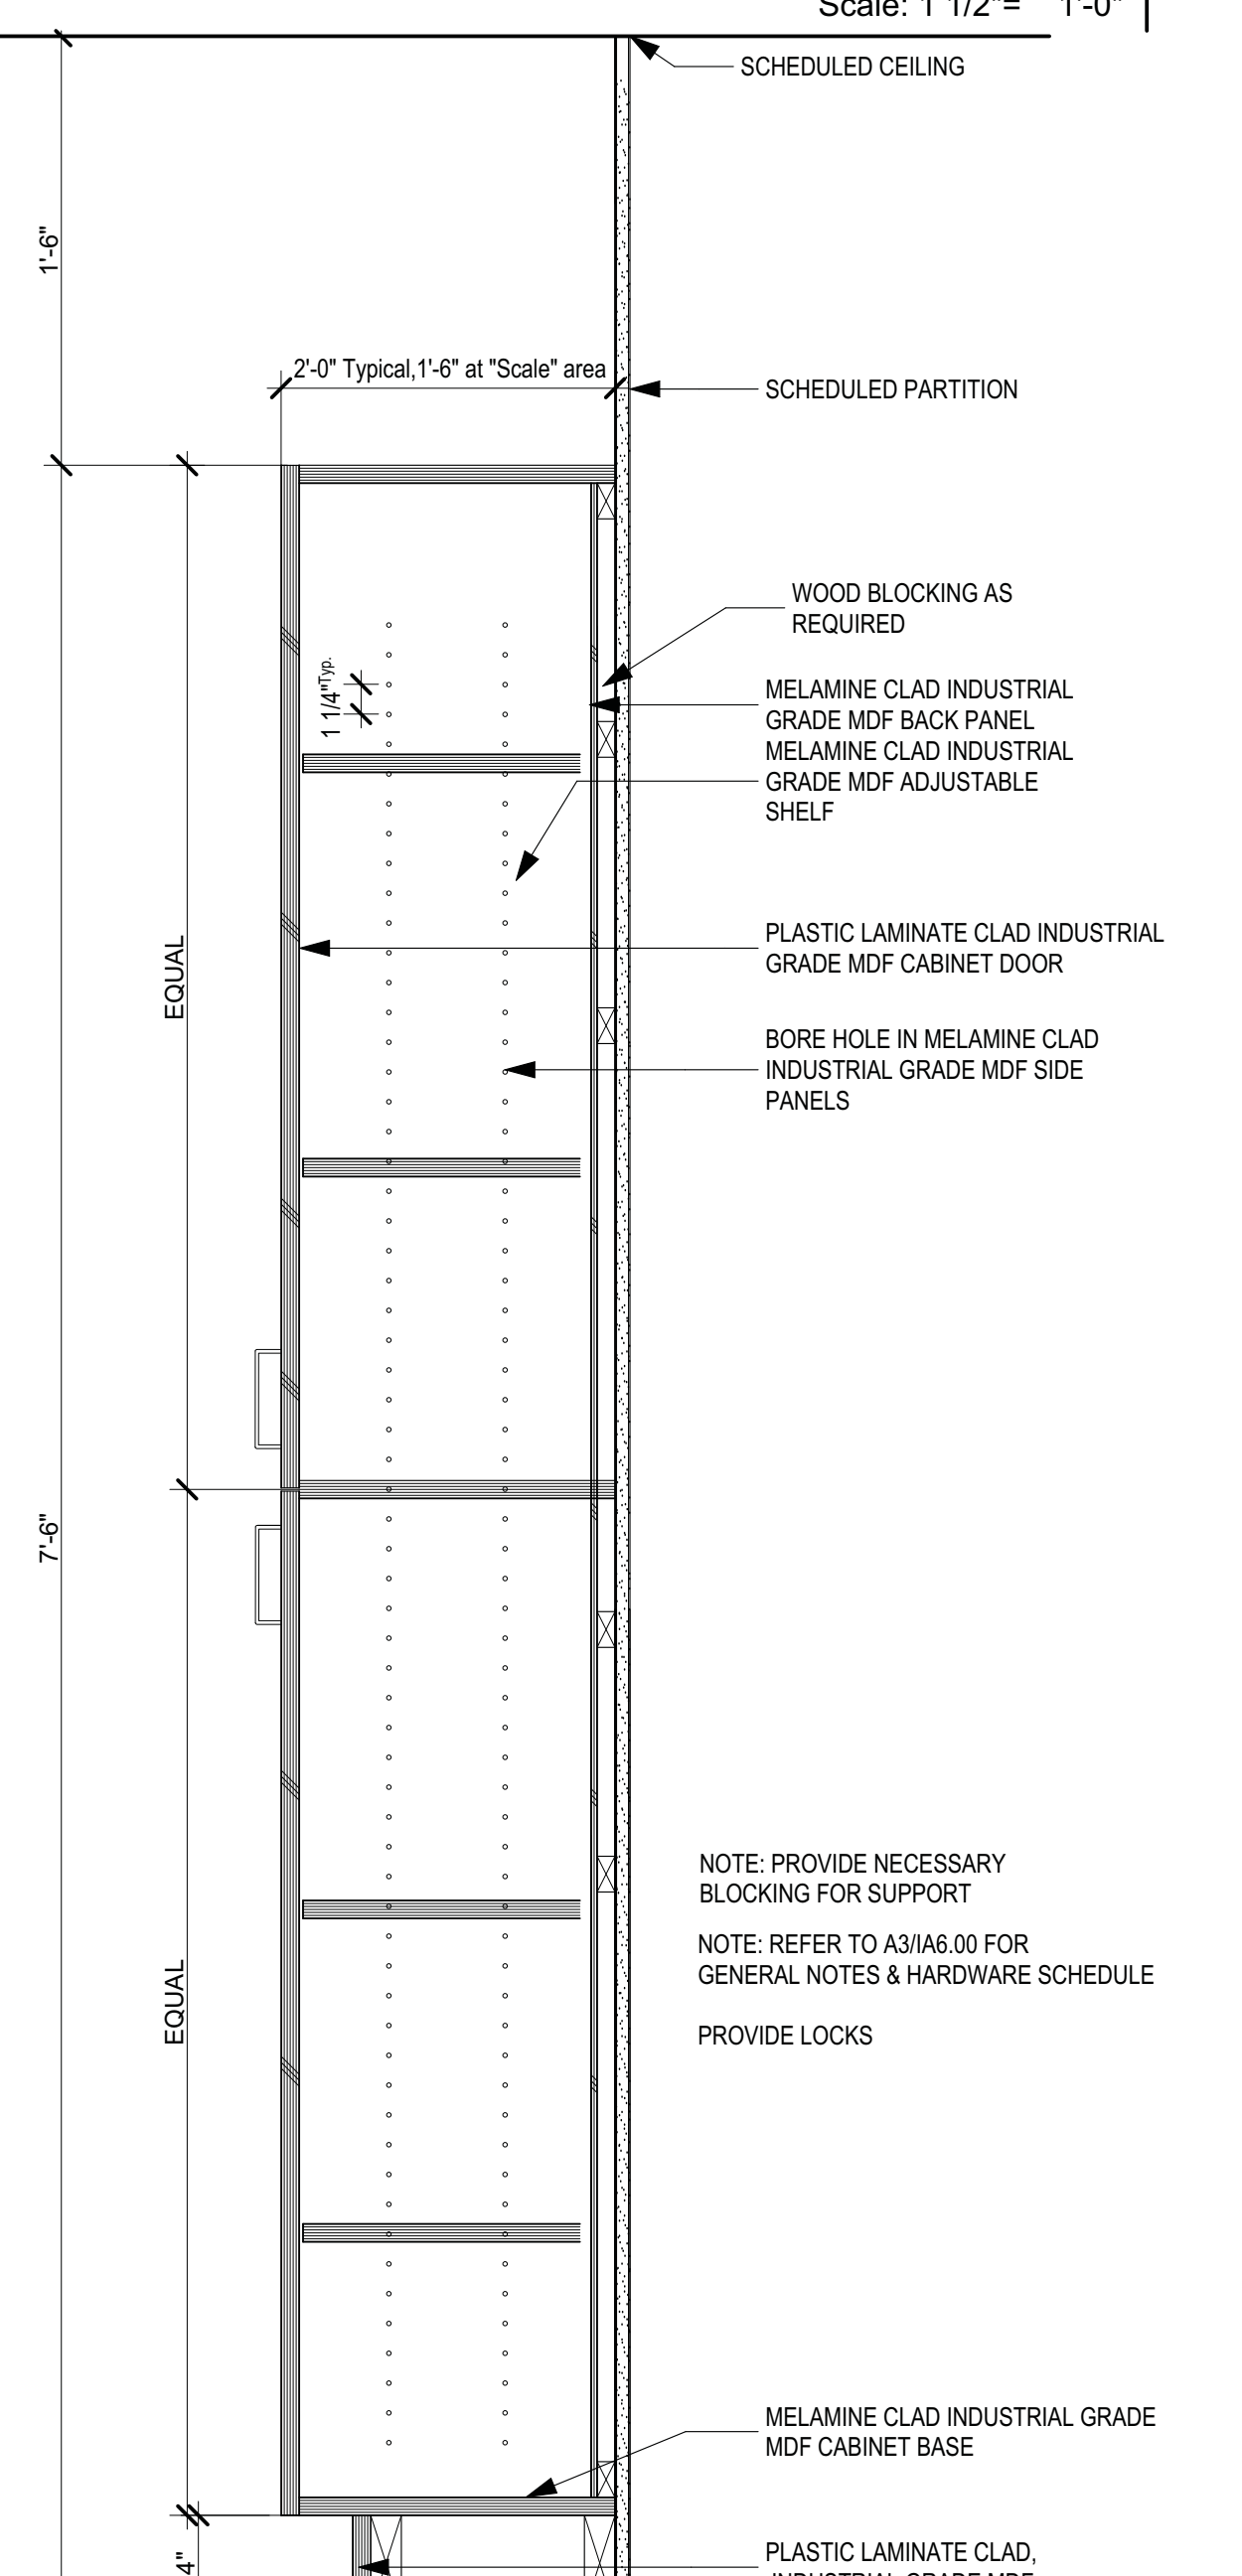 Scale: 1 1/2"= 1'-0"
SCHEDULED CEILING
1'-6"
2'-0" Typical,1'-6" at "Scale" area
SCHEDULED PARTITION
WOOD BLOCKING AS
REQUIRED
1 1/4" Typ.
MELAMINE CLAD INDUSTRIAL
GRADE MDF BACK PANEL
MELAMINE CLAD INDUSTRIAL
GRADE MDF ADJUSTABLE
SHELF
EQUAL
PLASTIC LAMINATE CLAD INDUSTRIAL
GRADE MDF CABINET DOOR
BORE HOLE IN MELAMINE CLAD
INDUSTRIAL GRADE MDF SIDE
PANELS
7'-6"
NOTE: PROVIDE NECESSARY
BLOCKING FOR SUPPORT
NOTE: REFER TO A3/IA6.00 FOR
GENERAL NOTES & HARDWARE SCHEDULE
EQUAL
PROVIDE LOCKS
MELAMINE CLAD INDUSTRIAL GRADE
MDF CABINET BASE
4"
PLASTIC LAMINATE CLAD,
INDUSTRIAL GRADE MDF